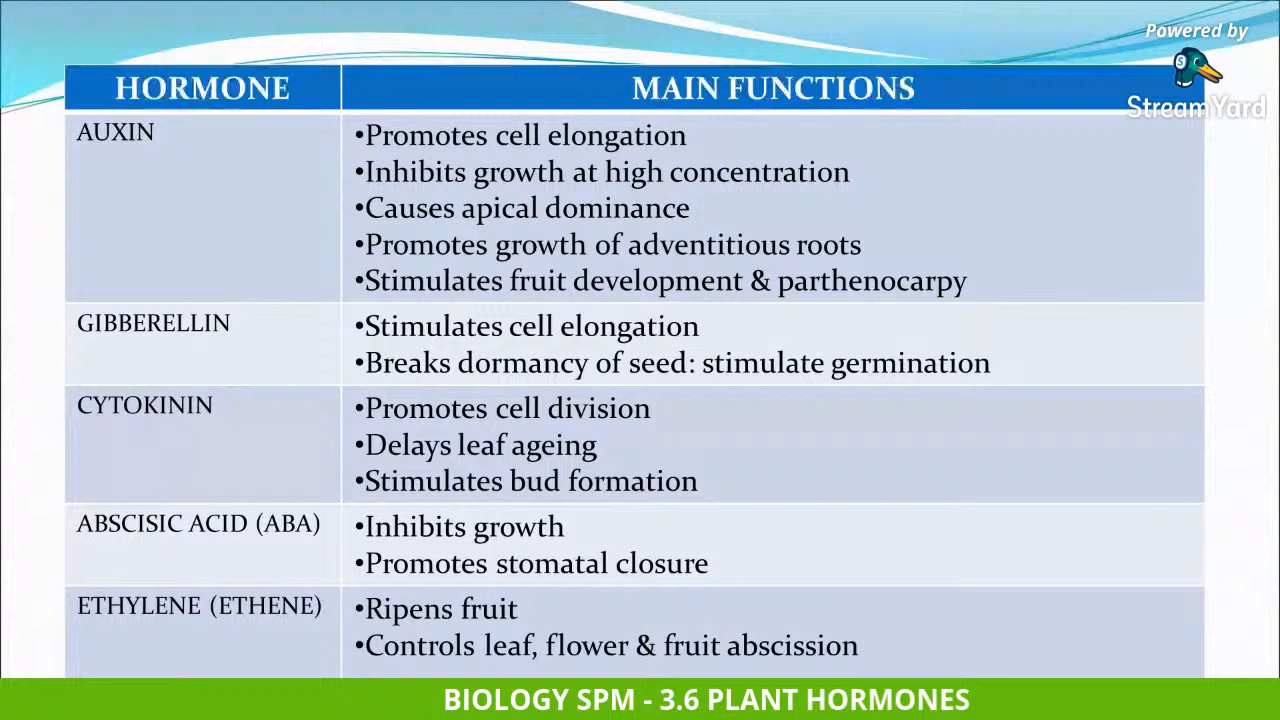 Powered by
StreamYard
HORMONE MAIN FUNCTIONS
AUXIN
•Promotes cell elongation
•Inhibits growth at high concentration
•Causes apical dominance
•Promotes growth of adventitious roots
•Stimulates fruit development & parthenocarpy
GIBBERELLIN
•Stimulates cell elongation
•Breaks dormancy of seed: stimulate germination
CYTOKININ
•Promotes cell division
•Delays leaf ageing
•Stimulates bud formation
ABSCISIC ACID (ABA)
•Inhibits growth
•Promotes stomatal closure
ETHYLENE (ETHENE)
•Ripens fruit
•Controls leaf, flower & fruit abscission
BIOLOGY SPM - 3.6 PLANT HORMONES